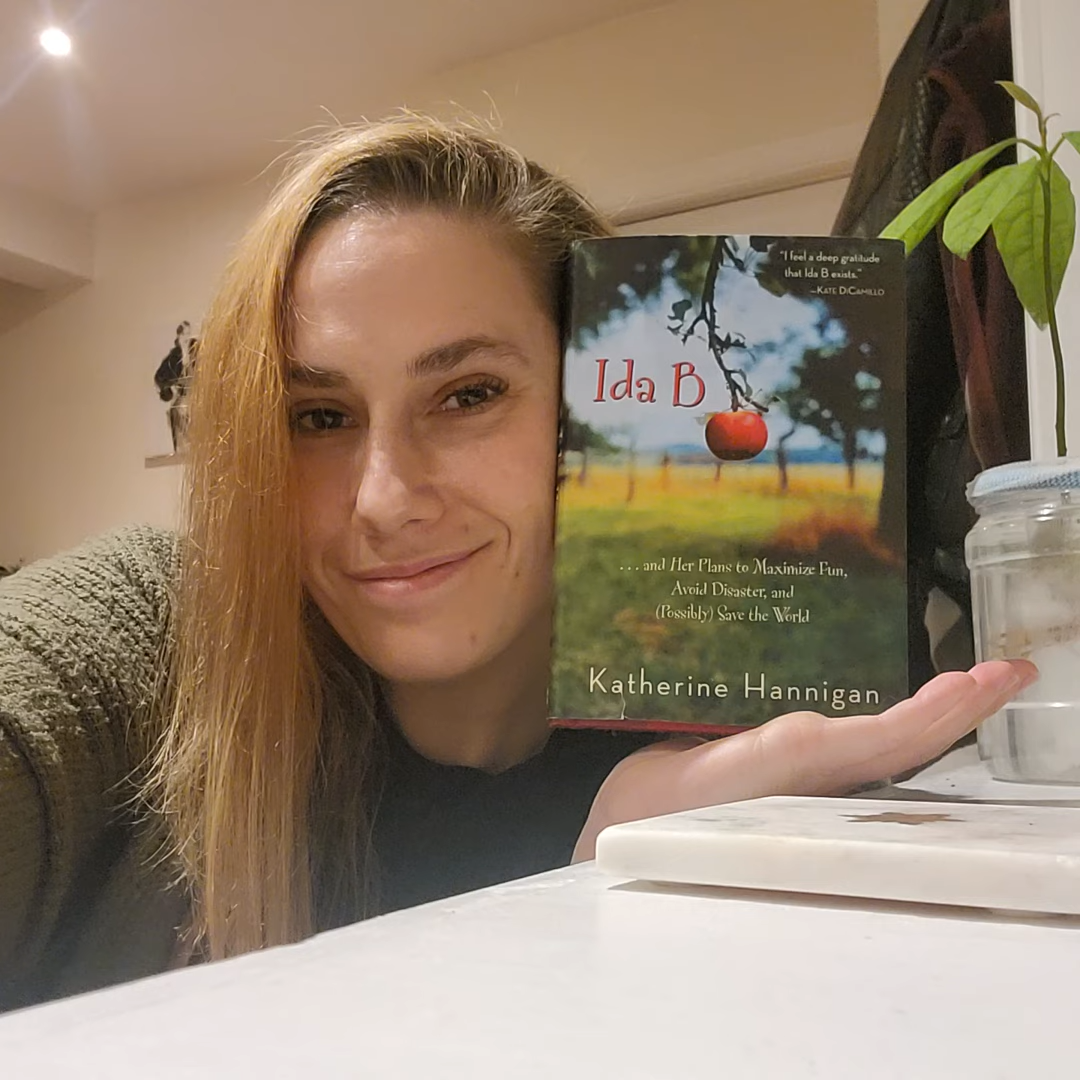 "I feel a deep gratitude
that Ida B exists."
—KATE DICAMILLO
Ida B
. . . and Her Plans to Maximize Fun,
Avoid Disaster, and
(Possibly) Save the World
Katherine Hannigan